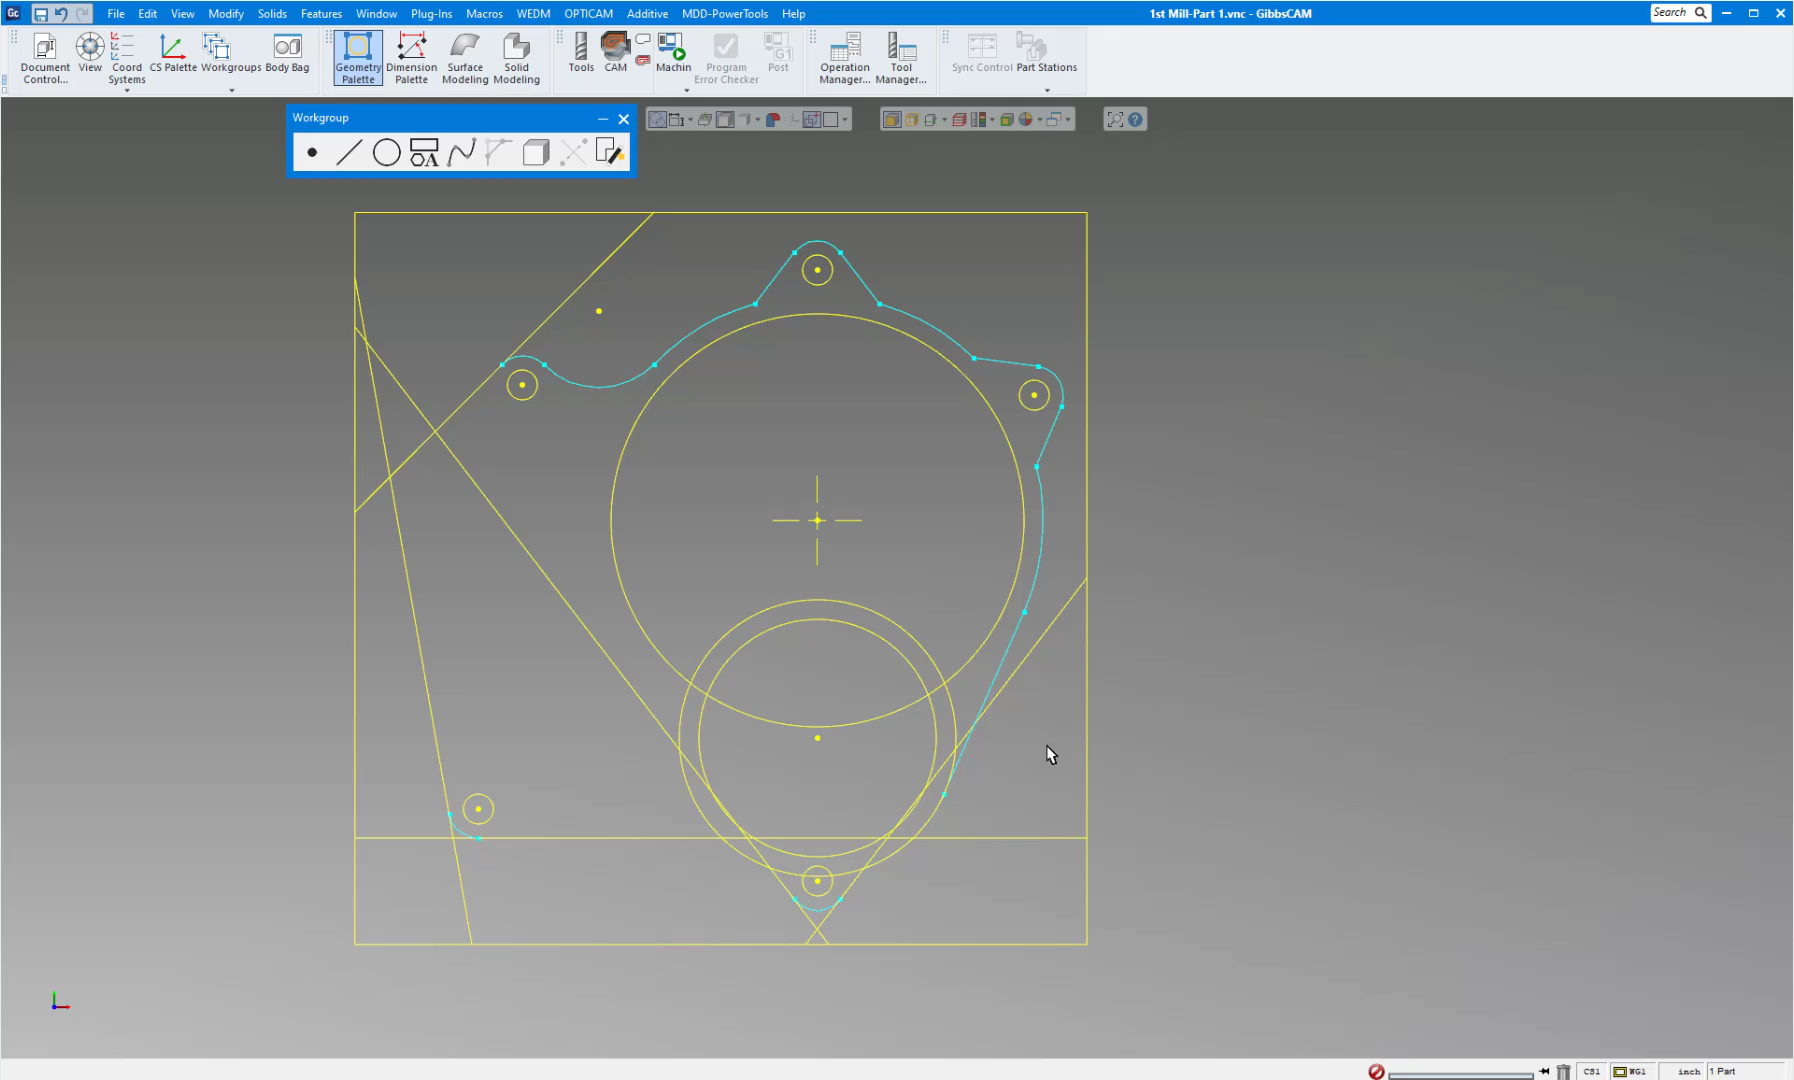 Gc File Edit View Modify Solids Features Window Plug-Ins Macros WEDM OPTICAM Additive MDD-PowerTools Help 1st Mill-Part 1.vnc - GibbsCAM Search
Document Control...
View
Coord Systems
CS Palette
Workgroups
Body Bag
Geometry Palette
Dimension Palette
Surface Modeling
Solid Modeling
Tools
CAM
Machin
Program Error Checker
G1
Post
Operation Manager...
Tool Manager...
Sync Control
Part Stations
Workgroup
A
CS1 WG1 inch 1 Part